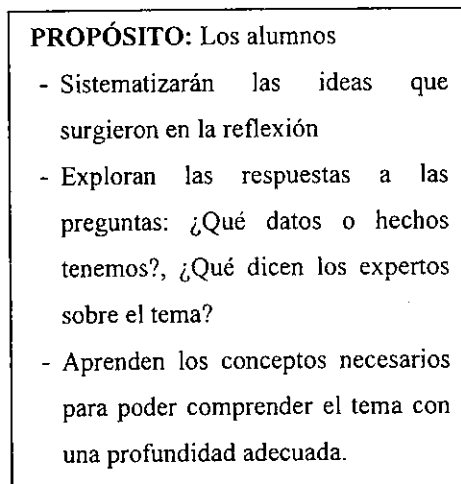 PROPÓSITO: Los alumnos
- Sistematizarán las ideas que
surgieron en la reflexión
- Exploran las respuestas a las
preguntas: ¿Qué datos o hechos
tenemos?, ¿Qué dicen los expertos
sobre el tema?
- Aprenden los conceptos necesarios
para poder comprender el tema con
una profundidad adecuada.